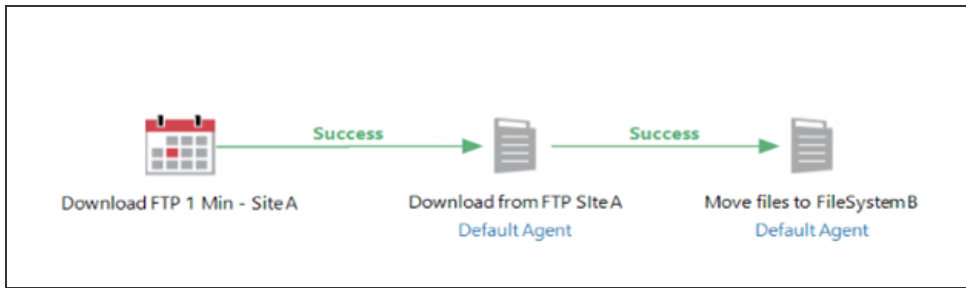 Success
Success
Download FTP 1 Min - Site A
Download from FTP SIte A
Move files to FileSystem B
Default Agent
Default Agent